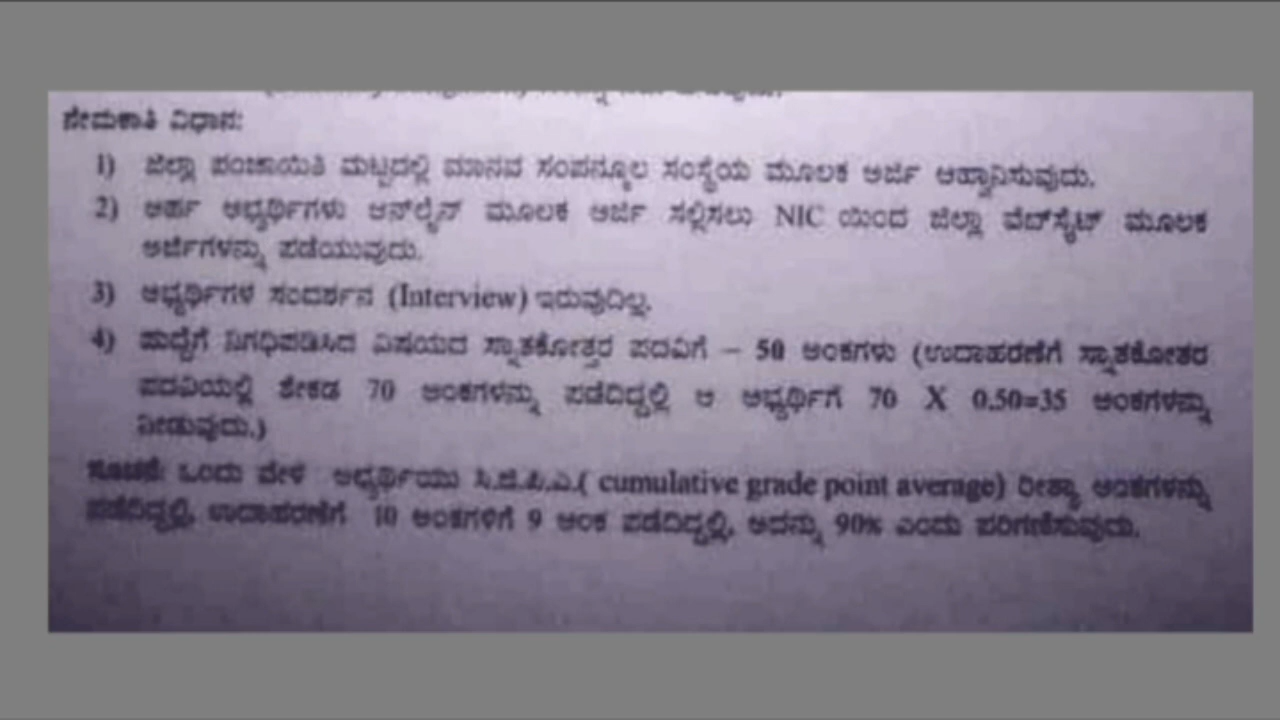 ನೇಮಕಾತಿ ವಿಧಾನ:
1) ಜಿಲ್ಲಾ ಪಂಚಾಯಿತಿ ಮಟ್ಟದಲ್ಲಿ ಮಾನವ ಸಂಪನ್ಮೂಲ ಸಂಸ್ಥೆಯ ಮೂಲಕ ಅರ್ಜಿ ಆಹ್ವಾನಿಸುವುದು.
2) ಅರ್ಹ ಅಭ್ಯರ್ಥಿಗಳು ಆನ್‌ಲೈನ್ ಮೂಲಕ ಅರ್ಜಿ ಸಲ್ಲಿಸಲು NIC ಯಿಂದ ಜಿಲ್ಲಾ ವೆಬ್‌ಸೈಟ್ ಮೂಲಕ
ಅರ್ಜಿಗಳನ್ನು ಪಡೆಯುವುದು.
3) ಅಭ್ಯರ್ಥಿಗಳ ಸಂದರ್ಶನ (Interview) ಇರುವುದಿಲ್ಲ.
4) ಹುದ್ದೆಗೆ ನಿಗಧಿಪಡಿಸಿದ ವಿಷಯದ ಸ್ನಾತಕೋತ್ತರ ಪದವಿಗೆ – 50 ಅಂಕಗಳು (ಉದಾಹರಣೆಗೆ ಸ್ನಾತಕೋತರ
ಪದವಿಯಲ್ಲಿ ಶೇಕಡ 70 ಅಂಕಗಳನ್ನು ಪಡೆದಿದ್ದಲ್ಲಿ ಆ ಅಭ್ಯರ್ಥಿಗೆ 70 X 0.50=35 ಅಂಕಗಳನ್ನು
ನೀಡುವುದು.)
ಸೂಚನೆ: ಒಂದು ವೇಳೆ ಅಭ್ಯರ್ಥಿಯು ಸಿ.ಜಿ.ಪಿ.ಎ.( cumulative grade point average) ರೀತ್ಯಾ ಅಂಕಗಳನ್ನು
ಪಡೆದಿದ್ದಲ್ಲಿ, ಉದಾಹರಣೆಗೆ 10 ಅಂಕಗಳಿಗೆ 9 ಅಂಕ ಪಡೆದಿದ್ದಲ್ಲಿ, ಅದನ್ನು 90% ಎಂದು ಪರಿಗಣಿಸುವುದು.